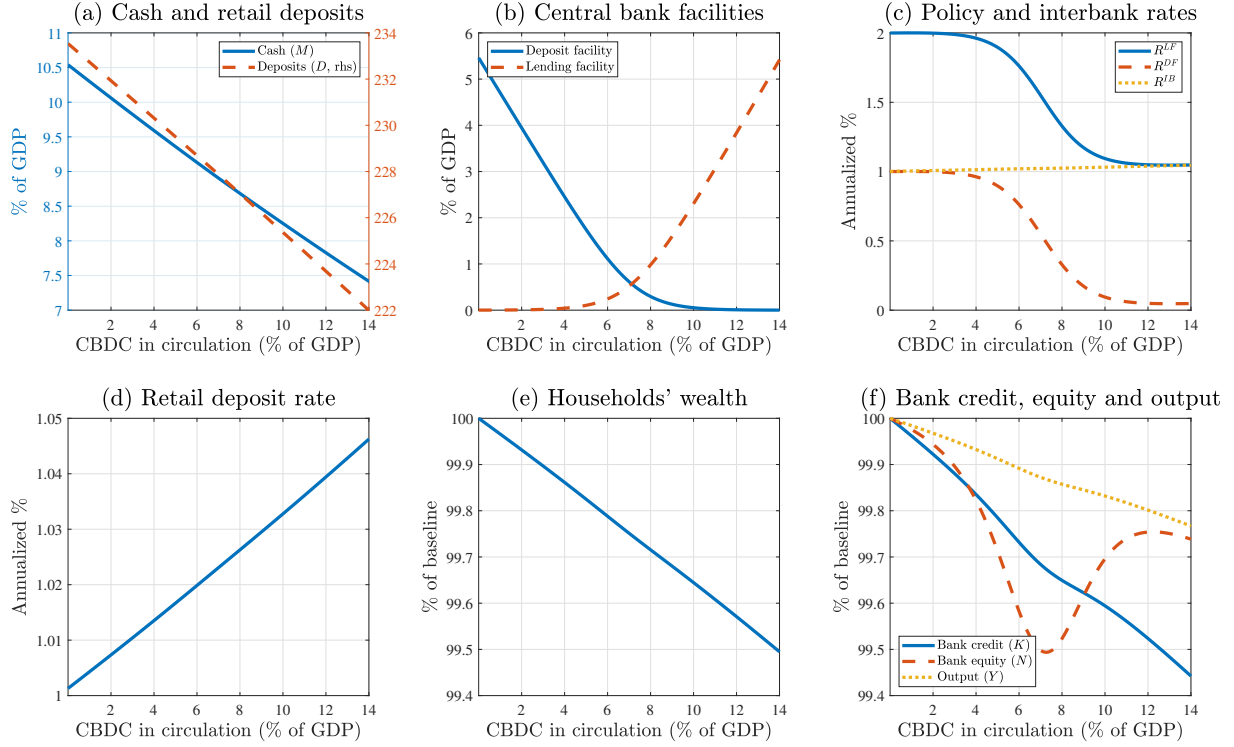 (a) Cash and retail deposits
11
10.5
10
9.5
9
8.5
8
7.5
7
% of GDP
Cash (M)
Deposits (D, rhs)
234
232
230
228
226
224
222
2 4 6 8 10 12 14
CBDC in circulation (% of GDP)
(b) Central bank facilities
6
5
4
3
2
1
0
% of GDP
Deposit facility
Lending facility
2 4 6 8 10 12 14
CBDC in circulation (% of GDP)
(c) Policy and interbank rates
2
1.5
1
0.5
0
Annualized %
R^{LF}
R^{DF}
R^{IB}
2 4 6 8 10 12 14
CBDC in circulation (% of GDP)
(d) Retail deposit rate
1.05
1.04
1.03
1.02
1.01
1
Annualized %
2 4 6 8 10 12 14
CBDC in circulation (% of GDP)
(e) Households' wealth
100
99.9
99.8
99.7
99.6
99.5
99.4
% of baseline
2 4 6 8 10 12 14
CBDC in circulation (% of GDP)
(f) Bank credit, equity and output
100
99.9
99.8
99.7
99.6
99.5
99.4
% of baseline
Bank credit (K)
Bank equity (N)
Output (Y)
2 4 6 8 10 12 14
CBDC in circulation (% of GDP)